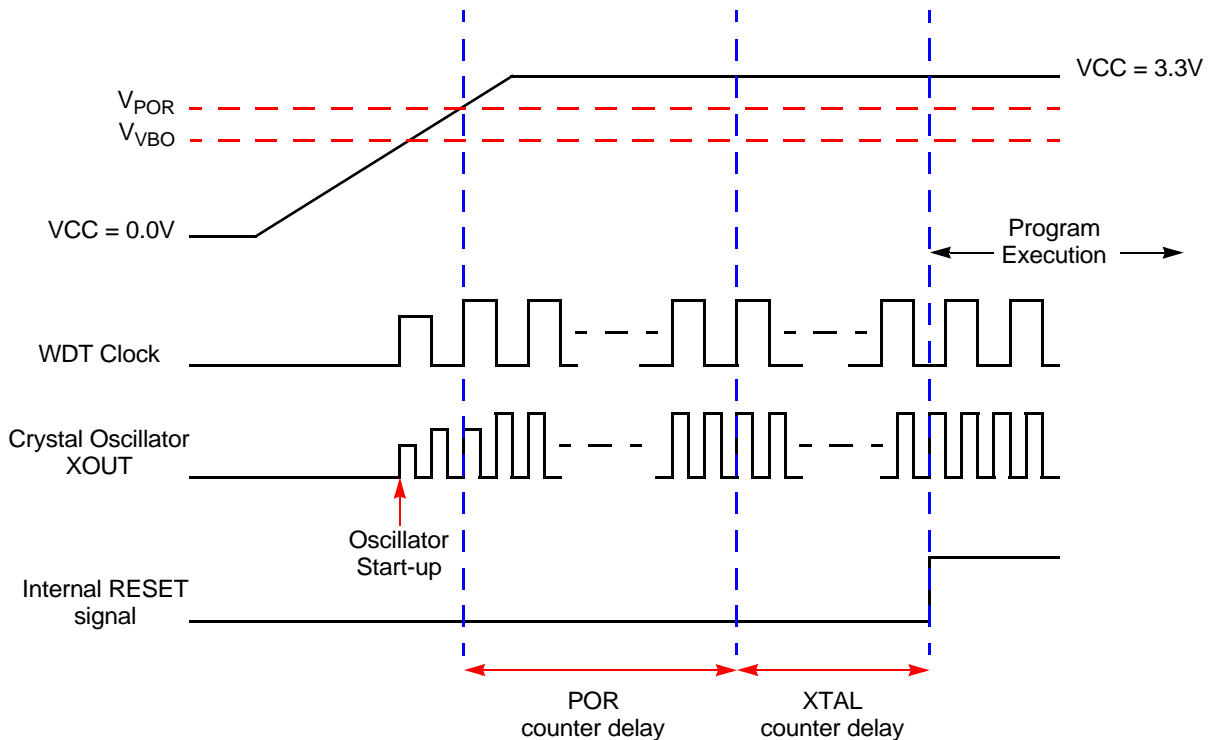 VCC = 3.3V
VPOR
VVBO
VCC = 0.0V
Program
Execution
WDT Clock
Crystal Oscillator
XOUT
Oscillator
Start-up
Internal RESET
signal
POR
counter delay
XTAL
counter delay